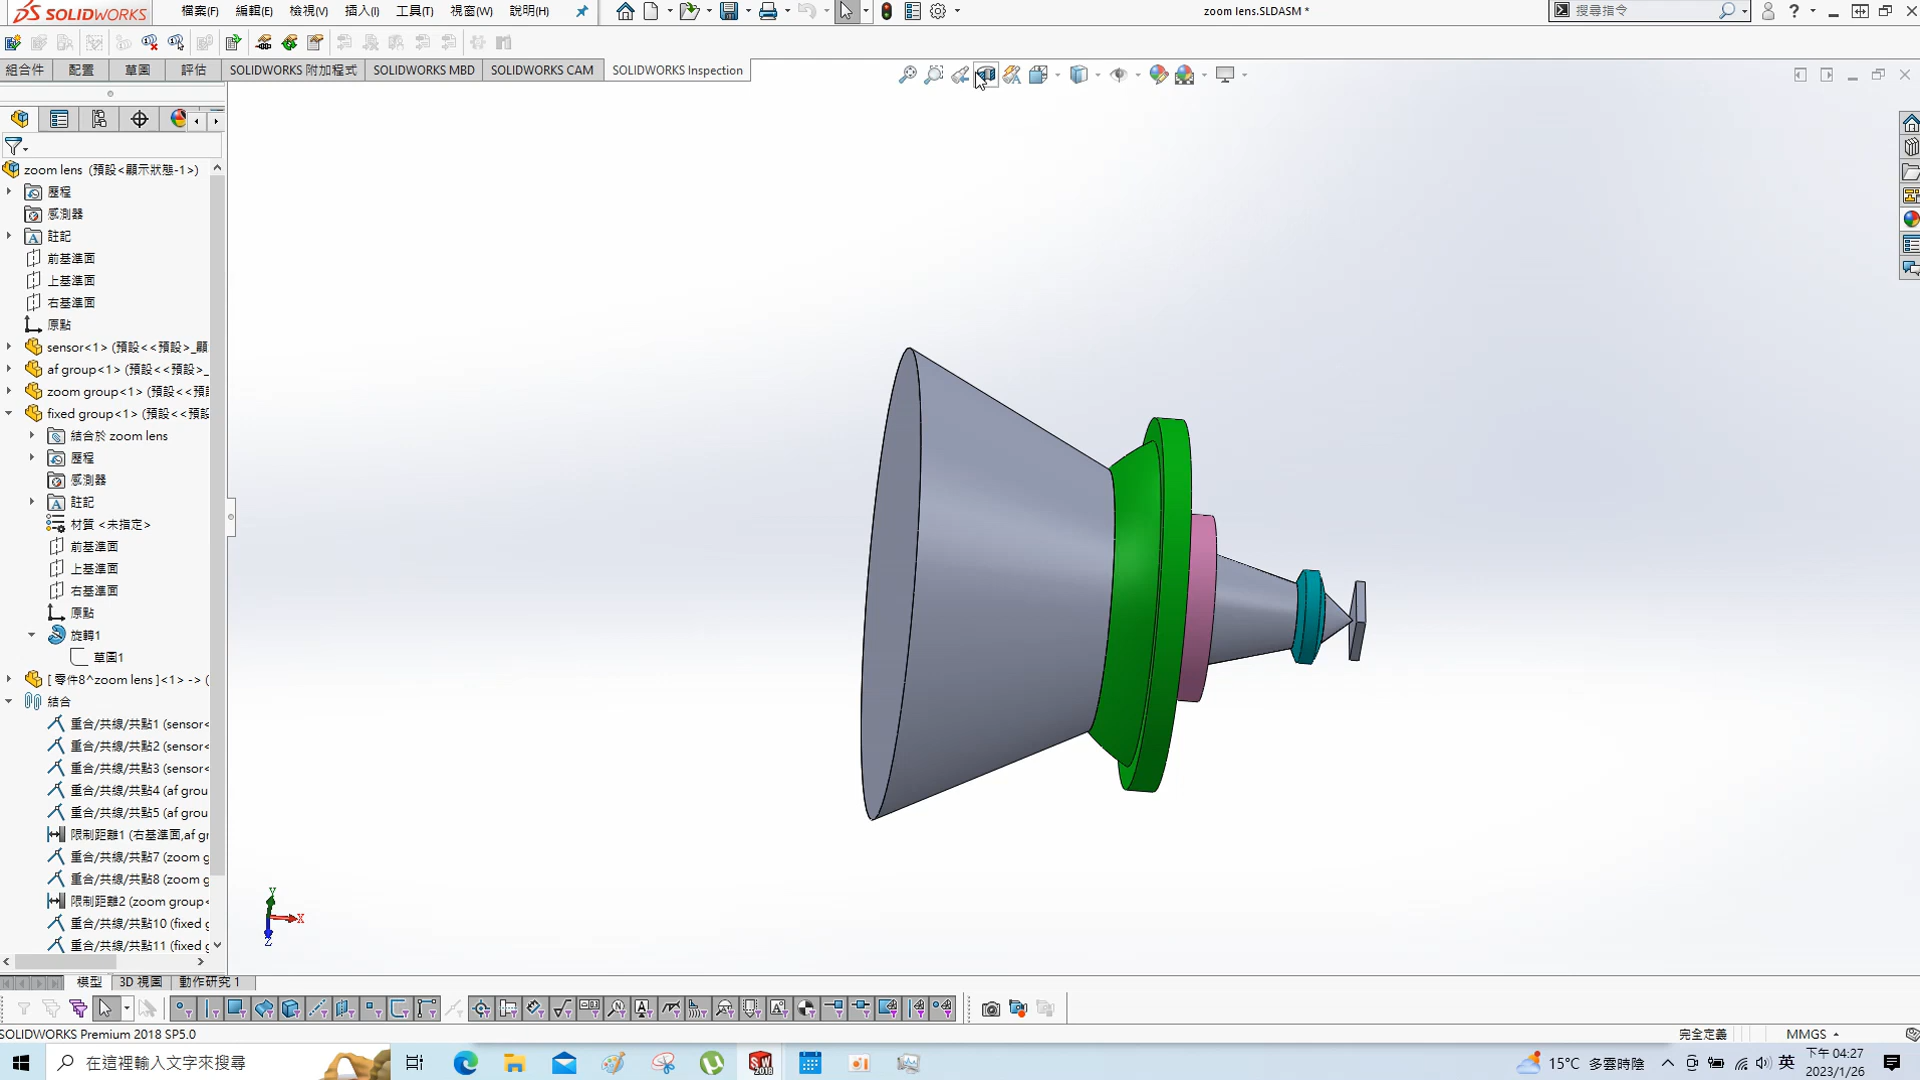 SOLIDWORKS 檔案(F) 編輯(E) 檢視(V) 插入(I) 工具(T) 視窗(W) 說明(H) zoom lens.SLDASM * 搜尋指令
組合件 配置 草圖 評估 SOLIDWORKS 附加程式 SOLIDWORKS MBD SOLIDWORKS CAM SOLIDWORKS Inspection
zoom lens (預設<顯示狀態-1>)
歷程
感測器
註記
前基準面
上基準面
右基準面
原點
sensor<1> (預設<<預設>_顯
af group<1> (預設<<預設>_
zoom group<1> (預設<<預設
fixed group<1> (預設<<預設
結合於 zoom lens
歷程
感測器
註記
材質 <未指定>
前基準面
上基準面
右基準面
原點
旋轉1
草圖1
[ 零件8^zoom lens ]<1> -> (
結合
重合/共線/共點1 (sensor<
重合/共線/共點2 (sensor<
重合/共線/共點3 (sensor<
重合/共線/共點4 (af grou
重合/共線/共點5 (af grou
限制距離1 (右基準面,af gr
重合/共線/共點7 (zoom g
重合/共線/共點8 (zoom g
限制距離2 (zoom group<
重合/共線/共點10 (fixed g
重合/共線/共點11 (fixed g
Y
X
Z
模型 3D 視圖 動作研究 1
SOLIDWORKS Premium 2018 SP5.0 完全定義 MMGS
在這裡輸入文字來搜尋 15°C 多雲時陰 英 下午 04:27
2023/1/26